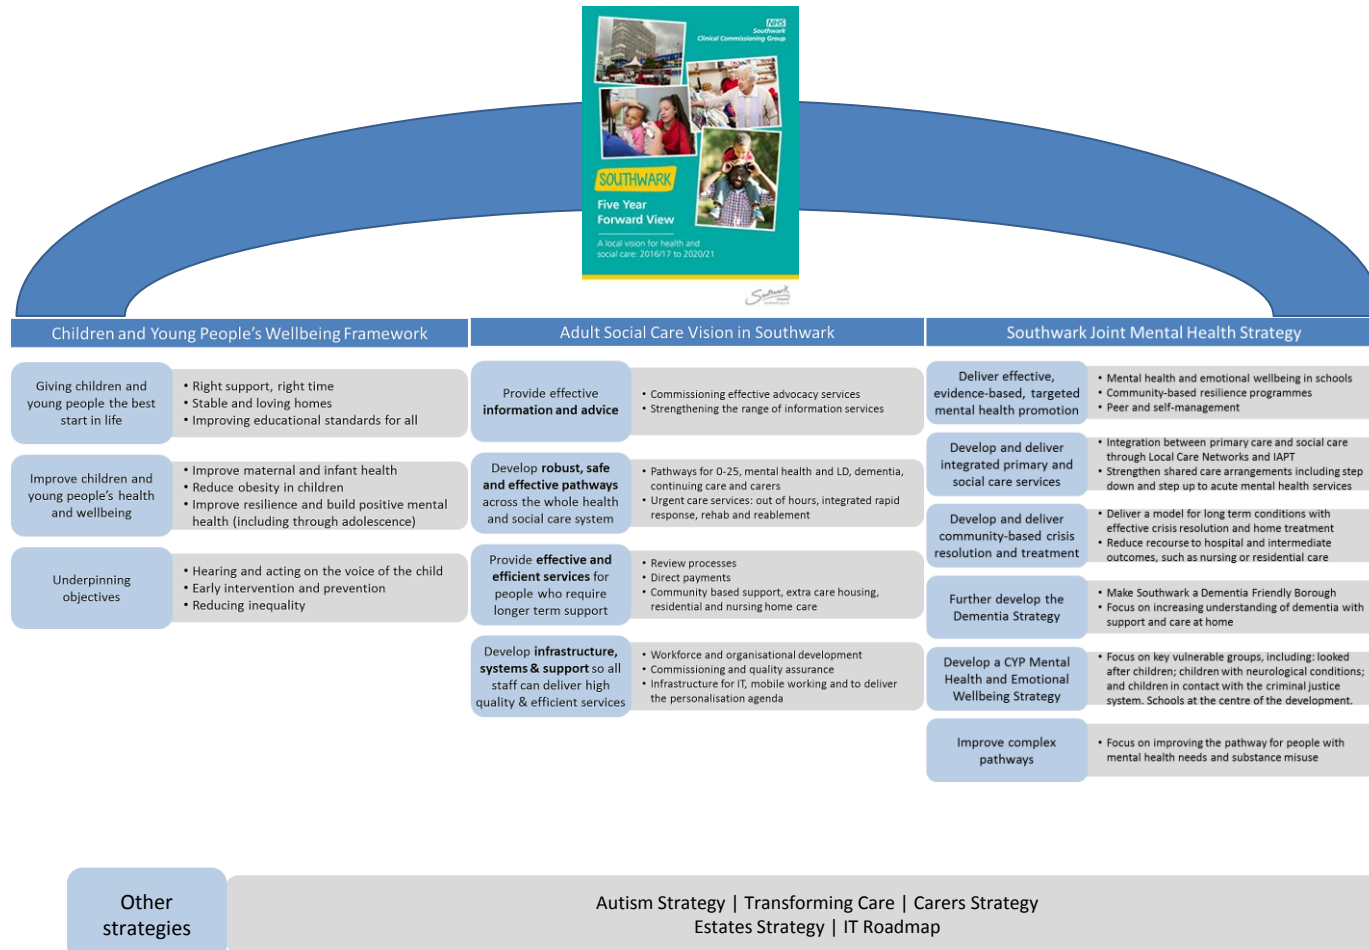 NHS
Southwark
Clinical Commissioning Group
SOUTHWARK
Five Year
Forward View
A local vision for health and
social care: 2016/17 to 2020/21
Southwark
Children and Young People's Wellbeing Framework
Giving children and
young people the best
start in life
• Right support, right time
• Stable and loving homes
• Improving educational standards for all
Improve children and
young people's health
and wellbeing
• Improve maternal and infant health
• Reduce obesity in children
• Improve resilience and build positive mental
health (including through adolescence)
Underpinning
objectives
• Hearing and acting on the voice of the child
• Early intervention and prevention
• Reducing inequality
Adult Social Care Vision in Southwark
Provide effective
information and advice
• Commissioning effective advocacy services
• Strengthening the range of information services
Develop robust, safe
and effective pathways
across the whole health
and social care system
• Pathways for 0-25, mental health and LD, dementia,
continuing care and carers
• Urgent care services: out of hours, integrated rapid
response, rehab and reablement
Provide effective and
efficient services for
people who require
longer term support
• Review processes
• Direct payments
• Community based support, extra care housing,
residential and nursing home care
Develop infrastructure,
systems & support so all
staff can deliver high
quality & efficient services
• Workforce and organisational development
• Commissioning and quality assurance
• Infrastructure for IT, mobile working and to deliver
the personalisation agenda
Southwark Joint Mental Health Strategy
Deliver effective,
evidence-based, targeted
mental health promotion
• Mental health and emotional wellbeing in schools
• Community-based resilience programmes
• Peer and self-management
Develop and deliver
integrated primary and
social care services
• Integration between primary care and social care
through Local Care Networks and IAPT
• Strengthen shared care arrangements including step
down and step up to acute mental health services
Develop and deliver
community-based crisis
resolution and treatment
• Deliver a model for long term conditions with
effective crisis resolution and home treatment
• Reduce recourse to hospital and intermediate
outcomes, such as nursing or residential care
Further develop the
Dementia Strategy
• Make Southwark a Dementia Friendly Borough
• Focus on increasing understanding of dementia with
support and care at home
Develop a CYP Mental
Health and Emotional
Wellbeing Strategy
• Focus on key vulnerable groups, including: looked
after children; children with neurological conditions;
and children in contact with the criminal justice
system. Schools at the centre of the development.
Improve complex
pathways
• Focus on improving the pathway for people with
mental health needs and substance misuse
Other
strategies
Autism Strategy | Transforming Care | Carers Strategy
Estates Strategy | IT Roadmap